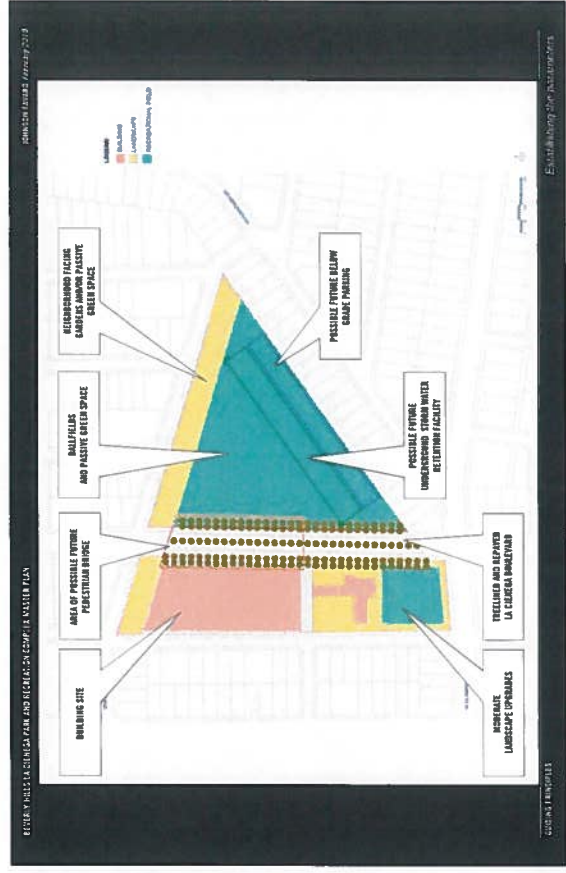 BEVERLY HILLS LA CIENEGA PARK AND RECREATION COMPLEX MASTER PLAN
JOHNSON FAVARO
LEGEND
BUILDING
LANDSCAPE
RECREATIONAL FIELD
BUILDING SITE
AREA OF POSSIBLE FUTURE
PEDESTRIAN BRIDGE
BALLFIELDS
AND PASSIVE GREEN SPACE
NEIGHBORHOOD FACING
GARDENS AND/OR PASSIVE
GREEN SPACE
MODERATE
LANDSCAPE UPGRADES
TREELINED AND REPAVED
LA CIENEGA BOULEVARD
POSSIBLE FUTURE
UNDERGROUND STORM WATER
RETENTION FACILITY
POSSIBLE FUTURE BELOW
GRADE PARKING
GUIDING PRINCIPLES
Establishing the parameters